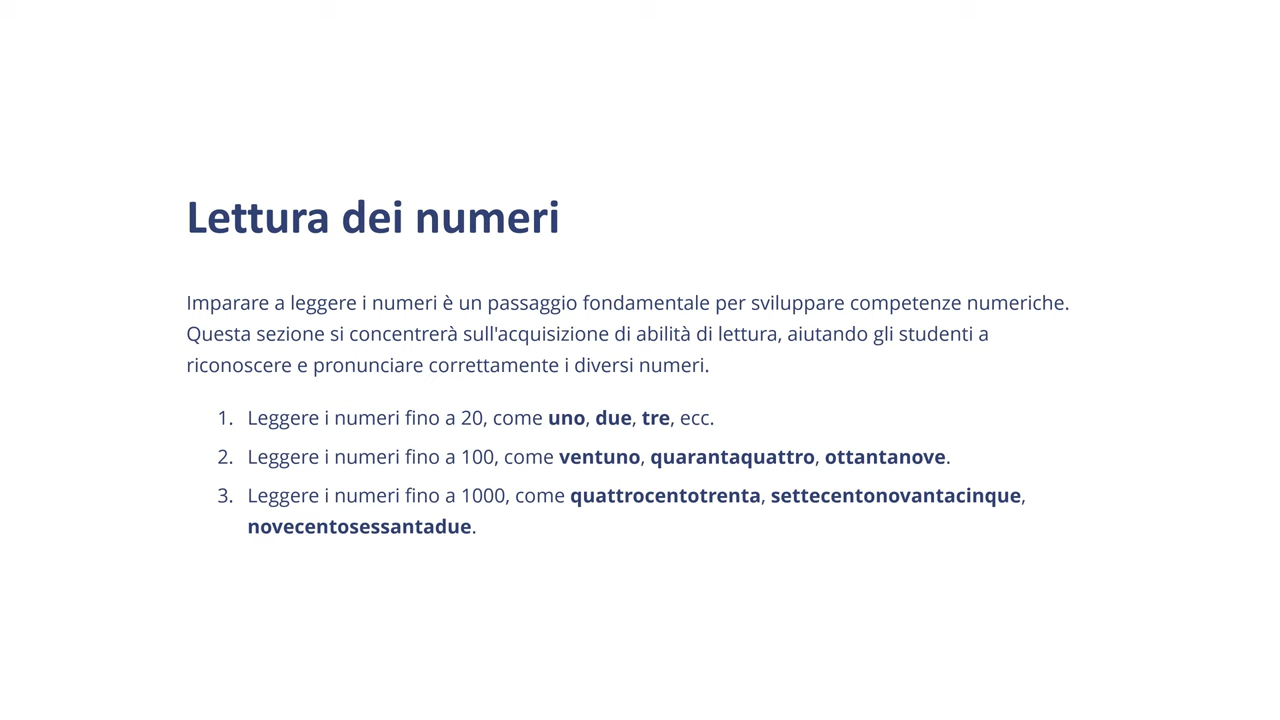 Lettura dei numeri
Imparare a leggere i numeri è un passaggio fondamentale per sviluppare competenze numeriche.
Questa sezione si concentrerà sull'acquisizione di abilità di lettura, aiutando gli studenti a
riconoscere e pronunciare correttamente i diversi numeri.
1. Leggere i numeri fino a 20, come uno, due, tre, ecc.
2. Leggere i numeri fino a 100, come ventuno, quarantaquattro, ottantanove.
3. Leggere i numeri fino a 1000, come quattrocentotrenta, settecentonovantacinque,
novecentosessantadue.